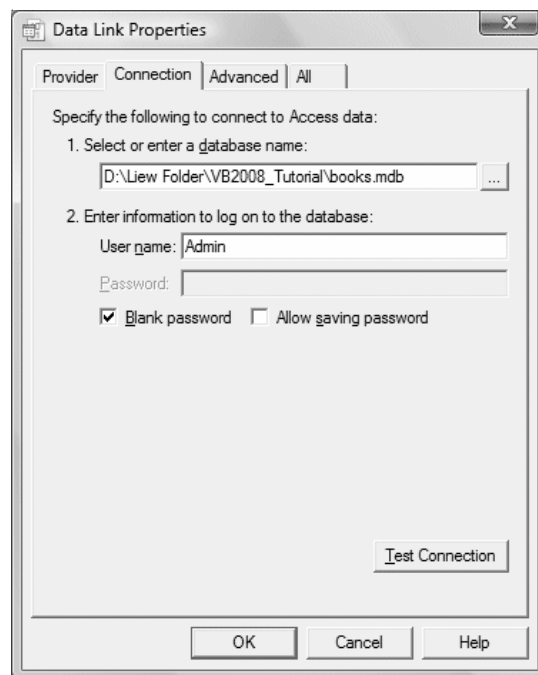 Data Link Properties
Provider Connection Advanced All
Specify the following to connect to Access data:
1. Select or enter a database name:
D:\Liew Folder\VB2008_Tutorial\books.mdb ...
2. Enter information to log on to the database:
User name: Admin
Password:
Blank password Allow saving password
Test Connection
OK Cancel Help